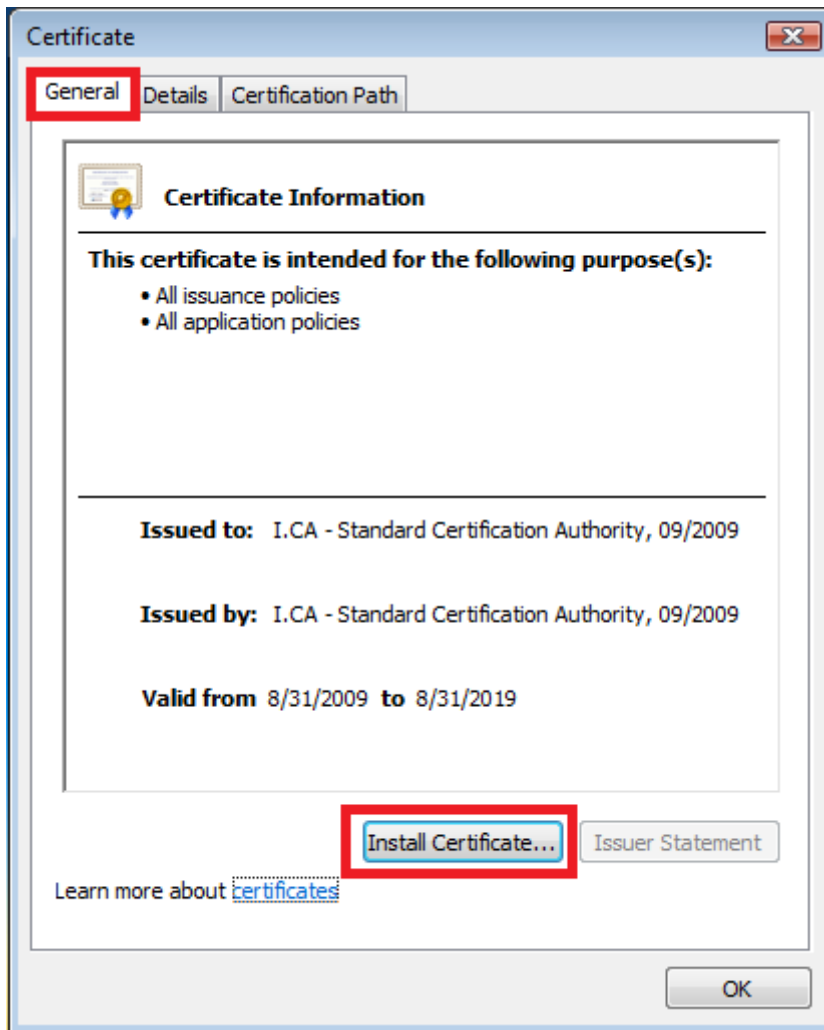 Certificate
General Details Certification Path
Certificate Information
This certificate is intended for the following purpose(s):
• All issuance policies
• All application policies
Issued to: I.CA - Standard Certification Authority, 09/2009
Issued by: I.CA - Standard Certification Authority, 09/2009
Valid from 8/31/2009 to 8/31/2019
Install Certificate... Issuer Statement
Learn more about certificates
OK